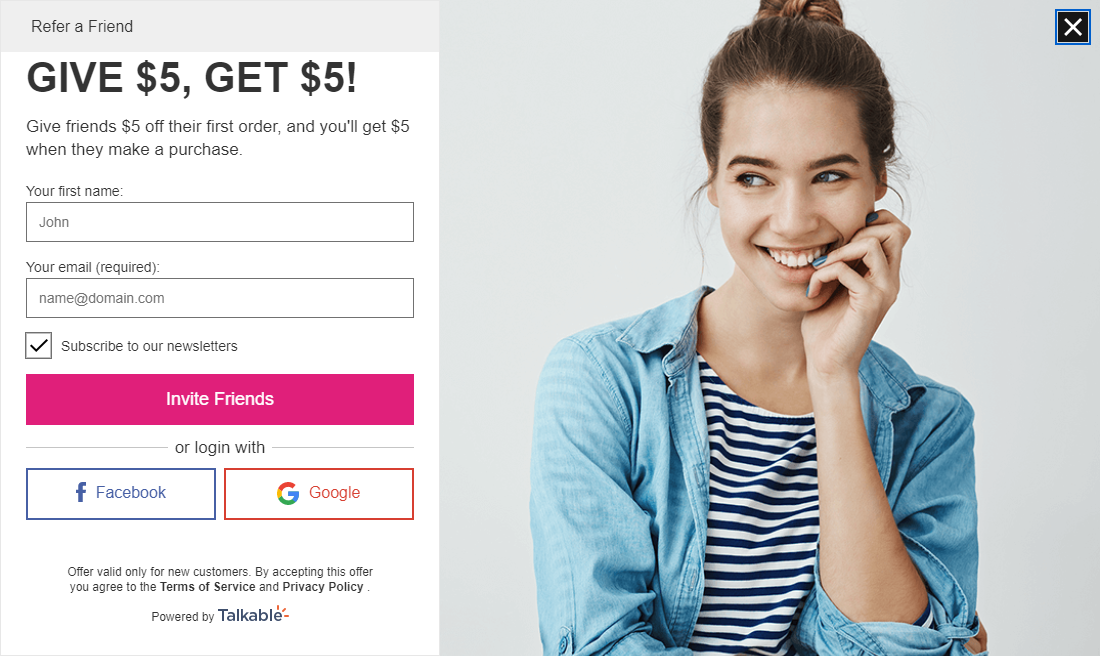 Refer a Friend
GIVE $5, GET $5!
Give friends $5 off their first order, and you'll get $5
when they make a purchase.
Your first name:
John
Your email (required):
name@domain.com
Subscribe to our newsletters
Invite Friends
or login with
Facebook
Google
Offer valid only for new customers. By accepting this offer
you agree to the Terms of Service and Privacy Policy .
Powered by Talkable